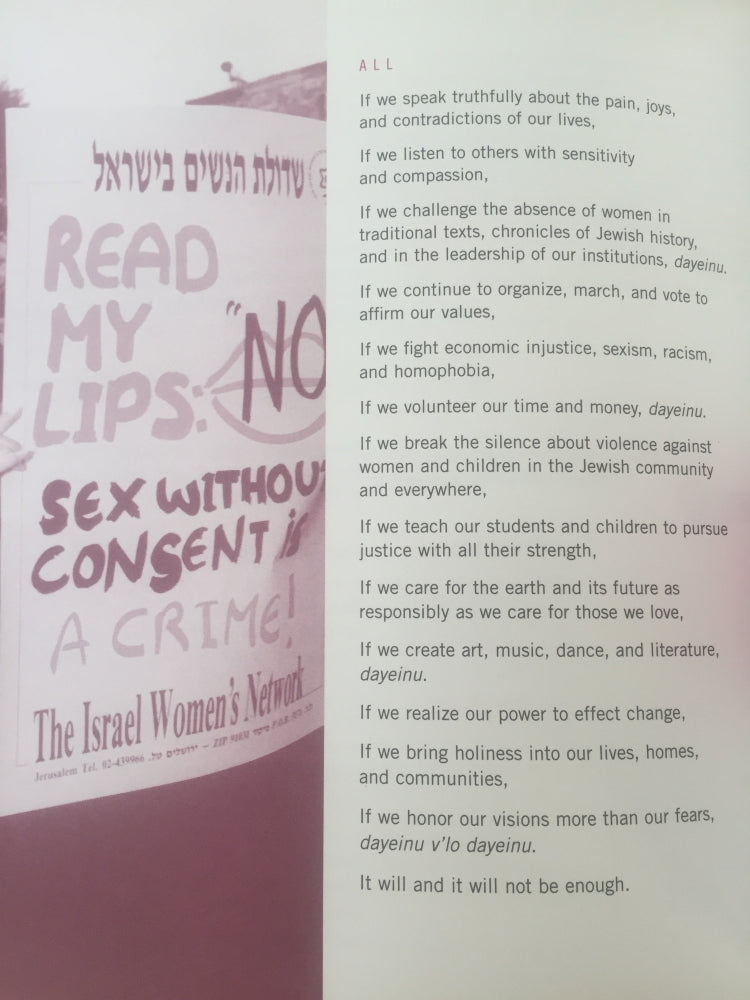 שדולת הנשים בישראל
READ
MY
LIPS:
"NO
SEX WITHOU
CONSENT is
A CRIME!
The Israel Women's Network
Jerusalem Tel. 02-439966 .טל ירושלים – ZIP
ALL
If we speak truthfully about the pain, joys,
and contradictions of our lives,
If we listen to others with sensitivity
and compassion,
If we challenge the absence of women in
traditional texts, chronicles of Jewish history,
and in the leadership of our institutions, dayeinu.
If we continue to organize, march, and vote to
affirm our values,
If we fight economic injustice, sexism, racism,
and homophobia,
If we volunteer our time and money, dayeinu.
If we break the silence about violence against
women and children in the Jewish community
and everywhere,
If we teach our students and children to pursue
justice with all their strength,
If we care for the earth and its future as
responsibly as we care for those we love,
If we create art, music, dance, and literature,
dayeinu.
If we realize our power to effect change,
If we bring holiness into our lives, homes,
and communities,
If we honor our visions more than our fears,
dayeinu v'lo dayeinu.
It will and it will not be enough.